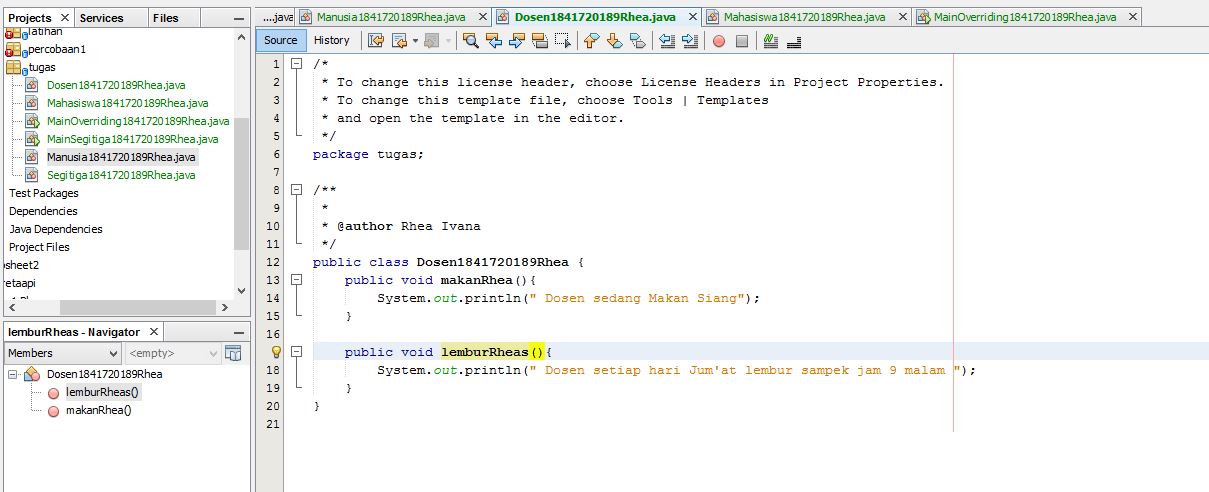 Projects × Services Files
latihan
percobaan1
tugas
Dosen1841720189Rhea.java
Mahasiswa1841720189Rhea.java
MainOverriding1841720189Rhea.java
MainSegitiga1841720189Rhea.java
Manusia1841720189Rhea.java
Segitiga1841720189Rhea.java
Test Packages
Dependencies
Java Dependencies
Project Files
sheet2
retaapi
lemburRheas - Navigator ×
Members <empty>
Dosen1841720189Rhea
lemburRheas()
makanRhea()
....java Manusia1841720189Rhea.java × Dosen1841720189Rhea.java × Mahasiswa1841720189Rhea.java × MainOverriding1841720189Rhea.java ×
Source History
1 /*
2 * To change this license header, choose License Headers in Project Properties.
3 * To change this template file, choose Tools | Templates
4 * and open the template in the editor.
5 */
6 package tugas;
7
8 /**
9 *
10 * @author Rhea Ivana
11 */
12 public class Dosen1841720189Rhea {
13 public void makanRhea(){
14 System.out.println(" Dosen sedang Makan Siang");
15 }
16
public void lemburRheas(){
18 System.out.println(" Dosen setiap hari Jum'at lembur sampek jam 9 malam ");
19 }
20 }
21